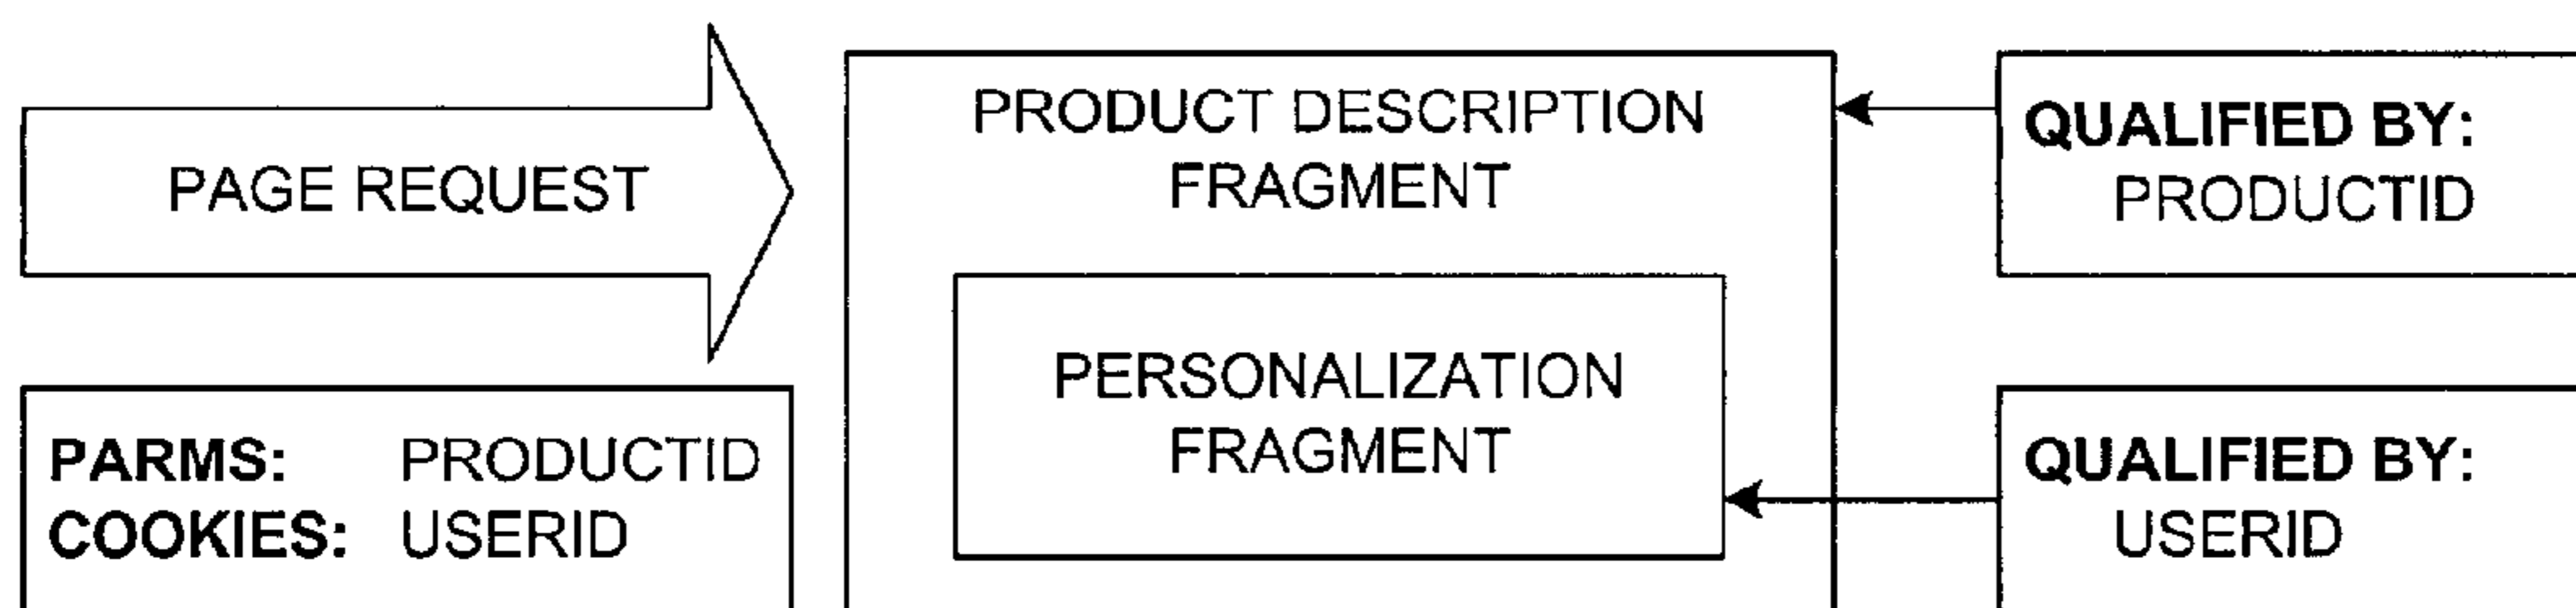 PAGE REQUEST
PARMS: PRODUCTID
COOKIES: USERID
PRODUCT DESCRIPTION
FRAGMENT
PERSONALIZATION
FRAGMENT
QUALIFIED BY:
PRODUCTID
QUALIFIED BY:
USERID